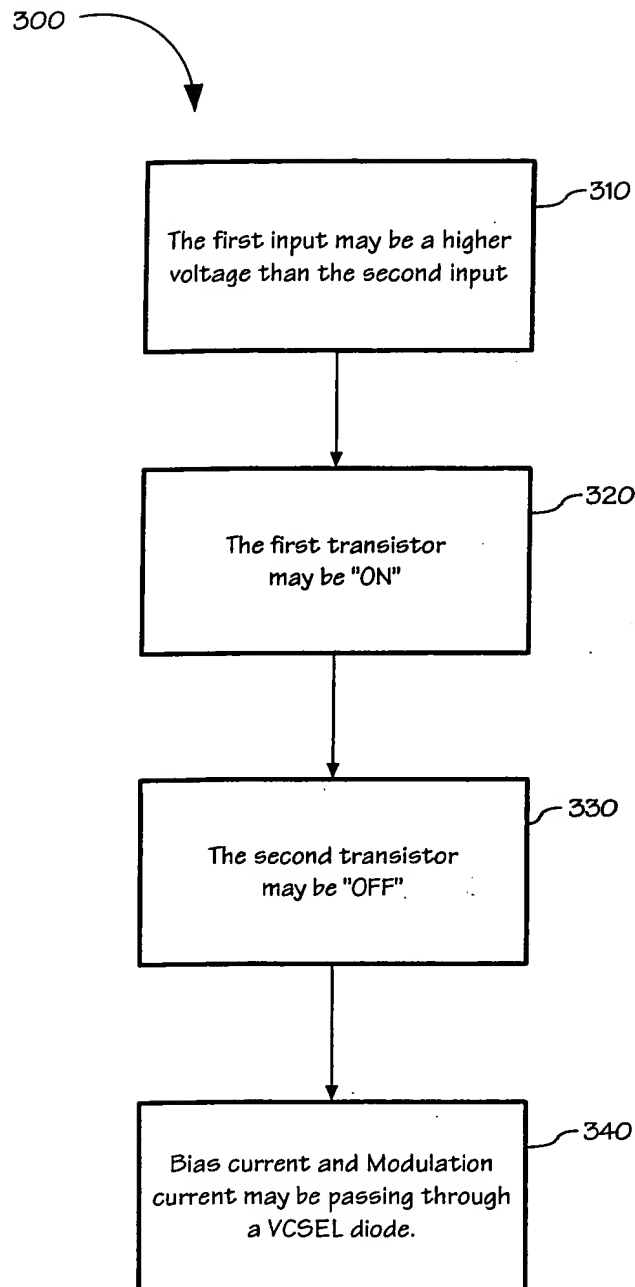 300
310
The first input may be a higher
voltage than the second input
320
The first transistor
may be "ON"
330
The second transistor
may be "OFF"
340
Bias current and Modulation
current may be passing through
a VCSEL diode.